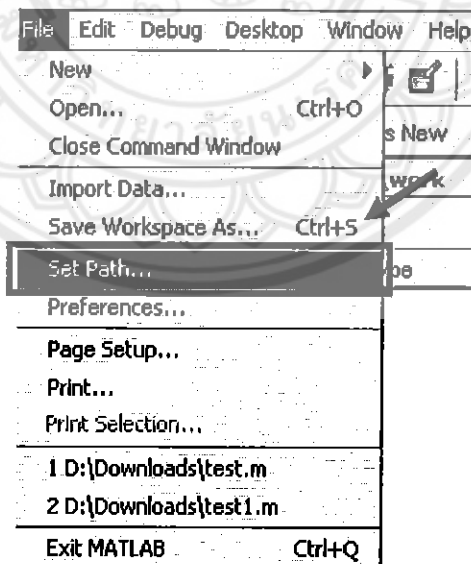 File Edit Debug Desktop Window Help
New
Open... Ctrl+O
s New
Close Command Window
work
Import Data...
Save Workspace As... Ctrl+S
Set Path... pe
Preferences...
Page Setup...
Print...
Print Selection...
1 D:\Downloads\test.m
2 D:\Downloads\test1.m
Exit MATLAB Ctrl+Q